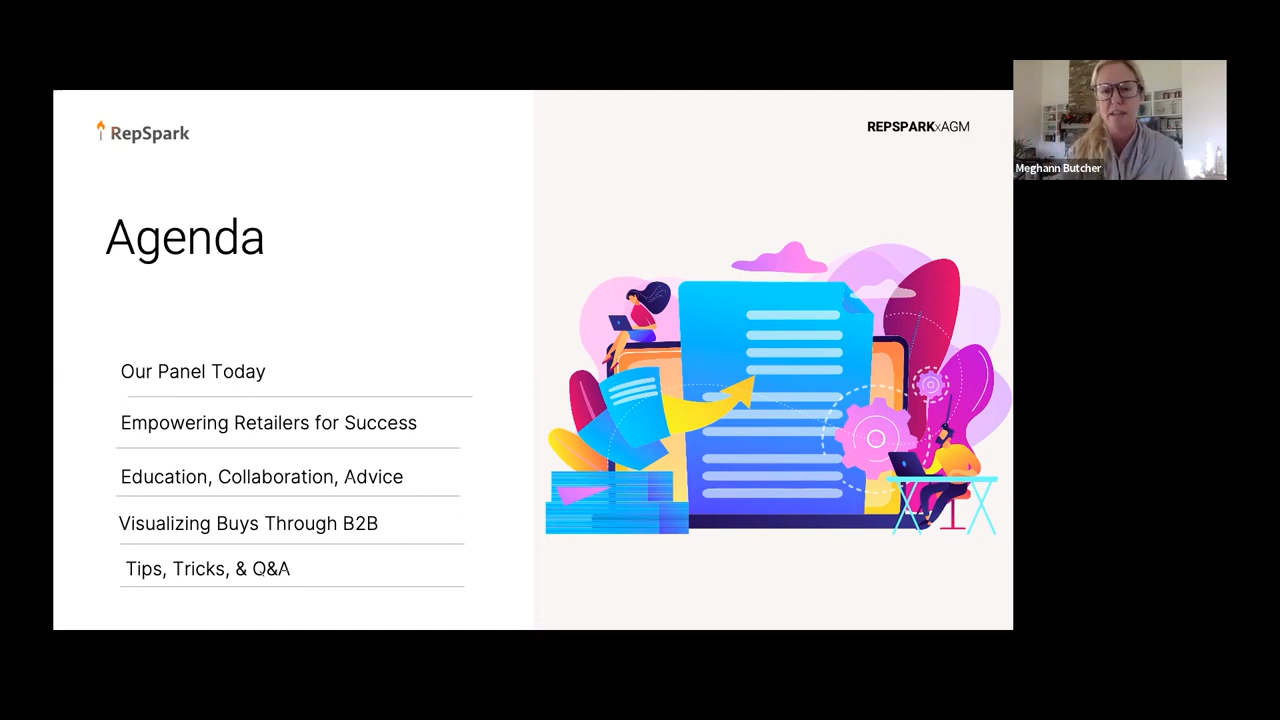 RepSpark
REPSPARKxAGM
Agenda
Our Panel Today
Empowering Retailers for Success
Education, Collaboration, Advice
Visualizing Buys Through B2B
Tips, Tricks, & Q&A
Meghann Butcher